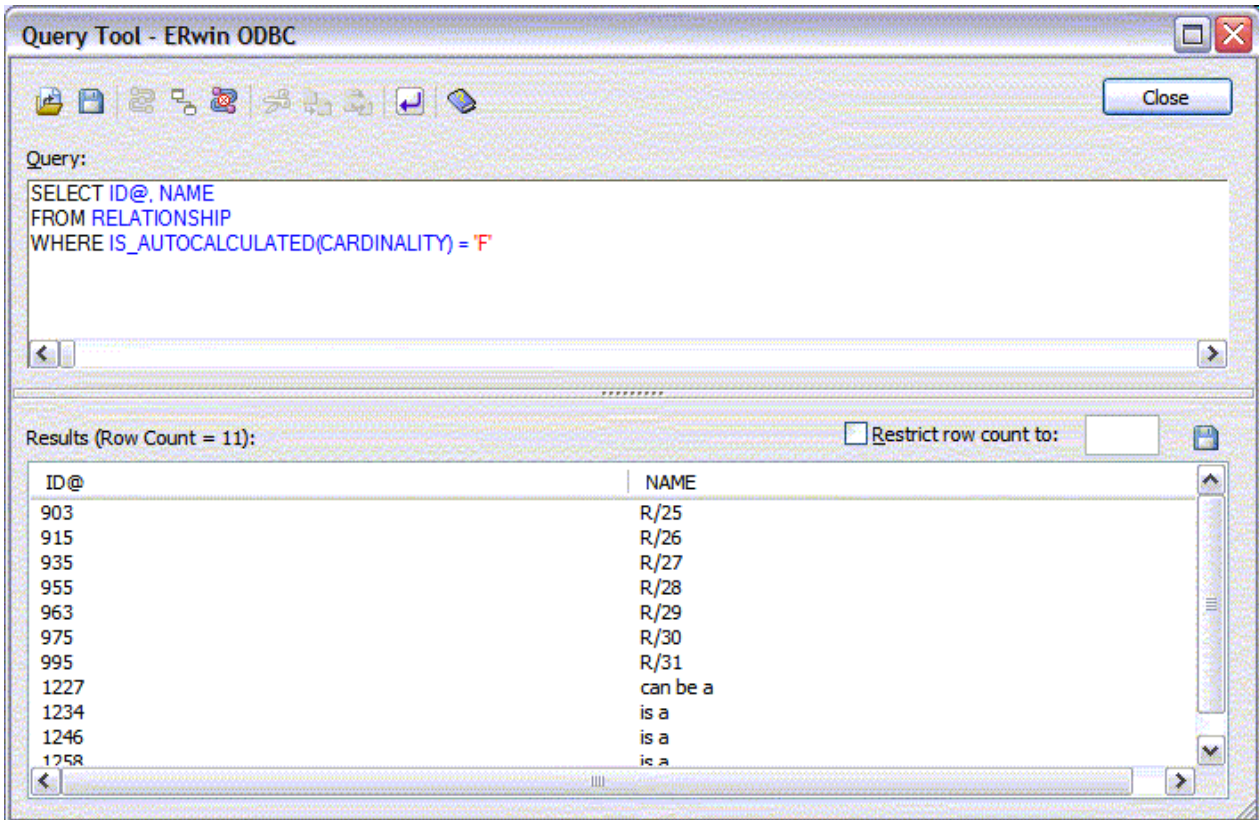 Query Tool - ERwin ODBC
Close
Query:
SELECT ID@, NAME
FROM RELATIONSHIP
WHERE IS_AUTOCALCULATED(CARDINALITY) = 'F'
Results (Row Count = 11):
Restrict row count to:
ID@ NAME
903 R/25
915 R/26
935 R/27
955 R/28
963 R/29
975 R/30
995 R/31
1227 can be a
1234 is a
1246 is a
1258 is a